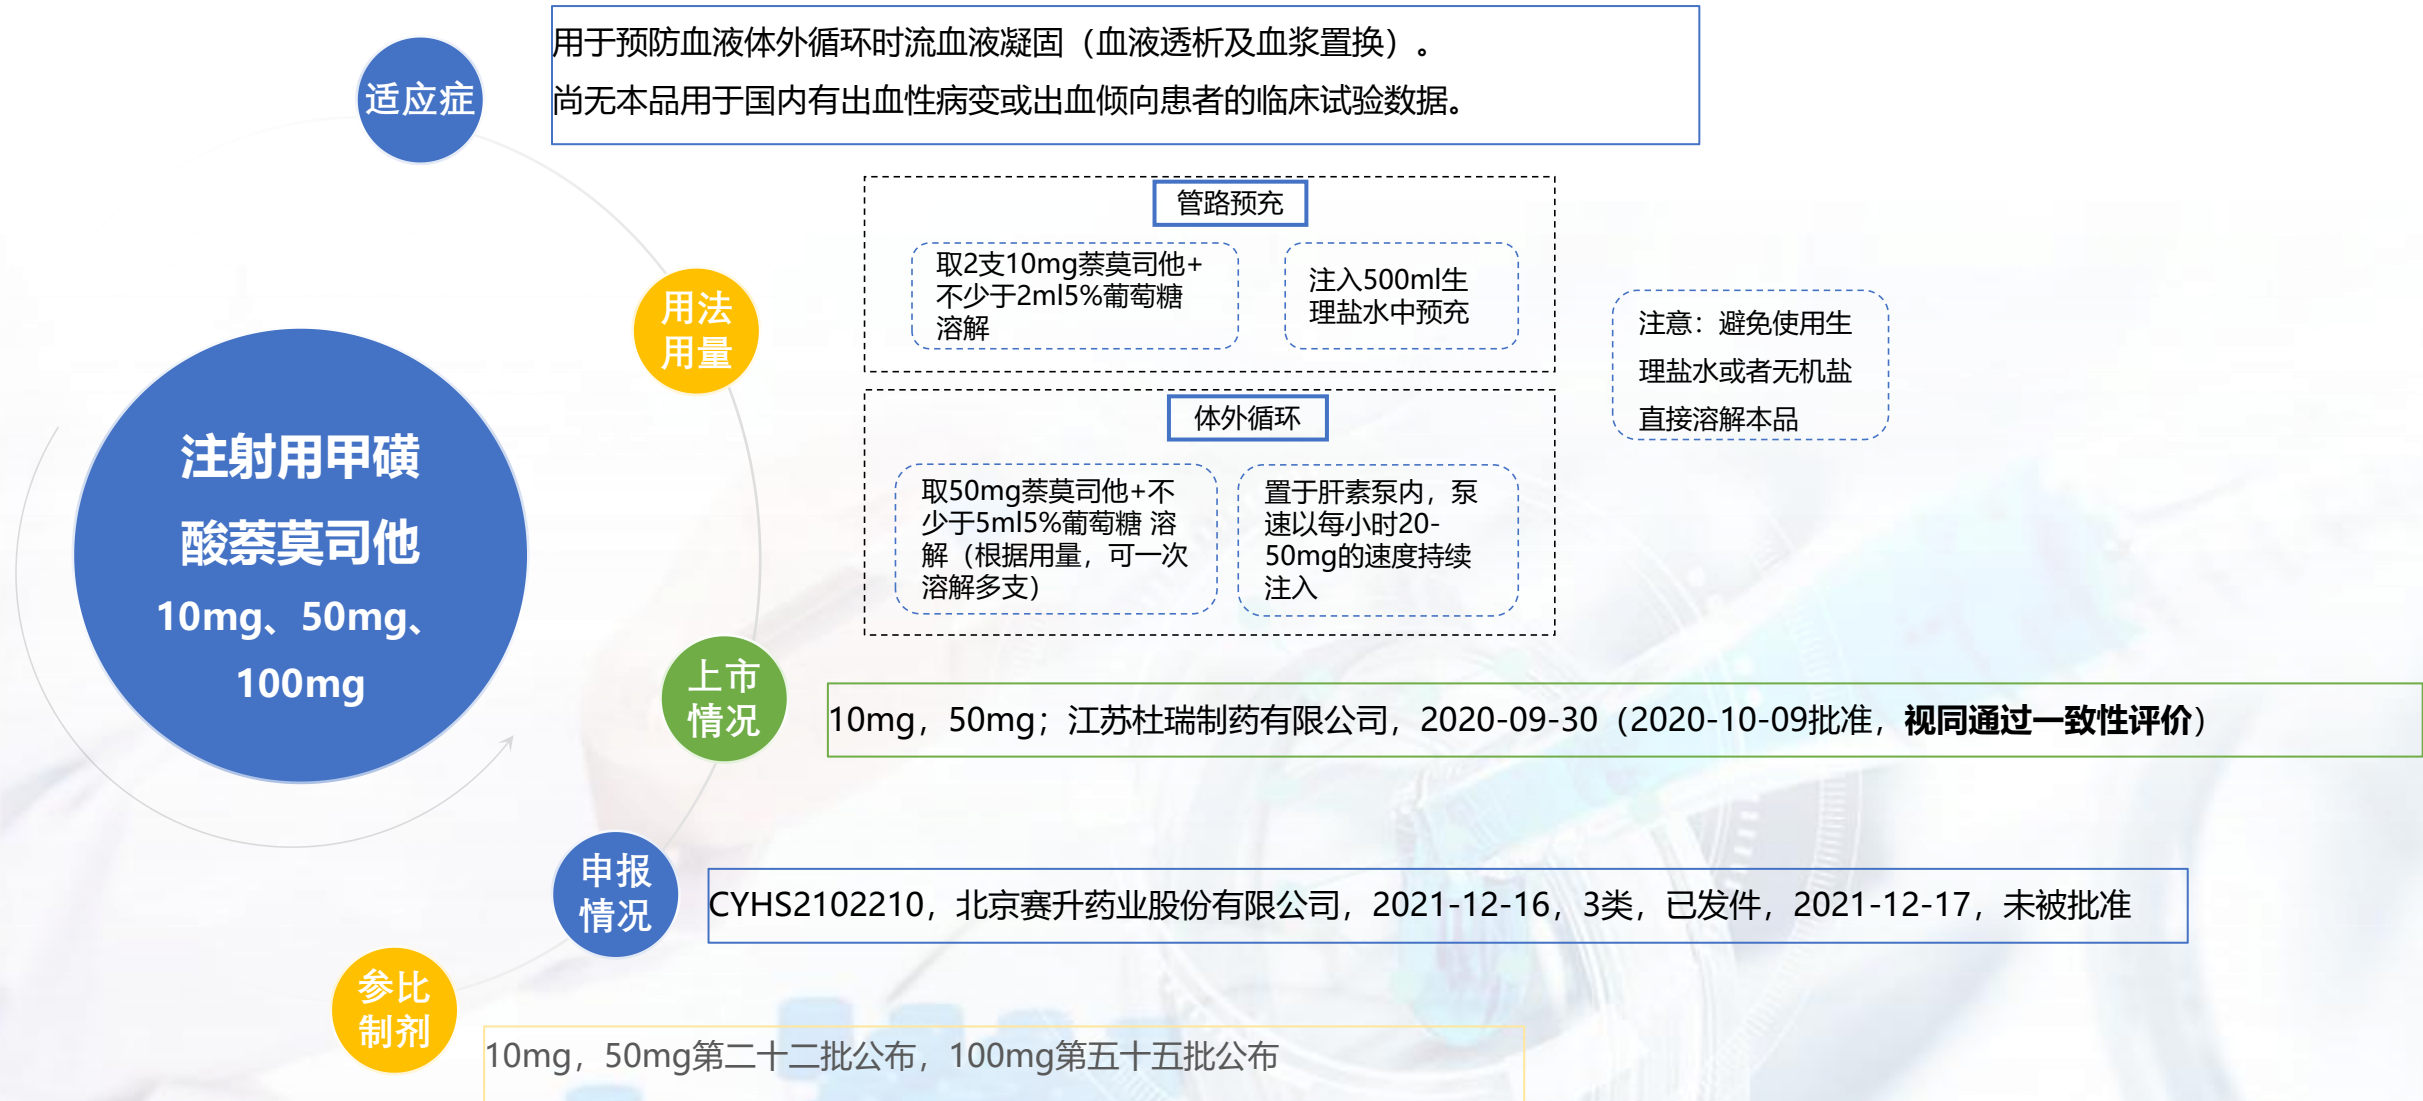 适应症
用于预防血液体外循环时流血液凝固（血液透析及血浆置换）。
尚无本品用于国内有出血性病变或出血倾向患者的临床试验数据。
注射用甲磺
酸萘莫司他
10mg、50mg、
100mg
用法
用量
管路预充
取2支10mg萘莫司他+
不少于2ml5%葡萄糖
溶解
注入500ml生
理盐水中预充
体外循环
取50mg萘莫司他+不
少于5ml5%葡萄糖 溶
解（根据用量，可一次
溶解多支）
置于肝素泵内，泵
速以每小时20-
50mg的速度持续
注入
注意：避免使用生
理盐水或者无机盐
直接溶解本品
上市
情况
10mg，50mg；江苏杜瑞制药有限公司，2020-09-30（2020-10-09批准，视同通过一致性评价）
申报
情况
CYHS2102210，北京赛升药业股份有限公司，2021-12-16，3类，已发件，2021-12-17，未被批准
参比
制剂
10mg，50mg第二十二批公布，100mg第五十五批公布